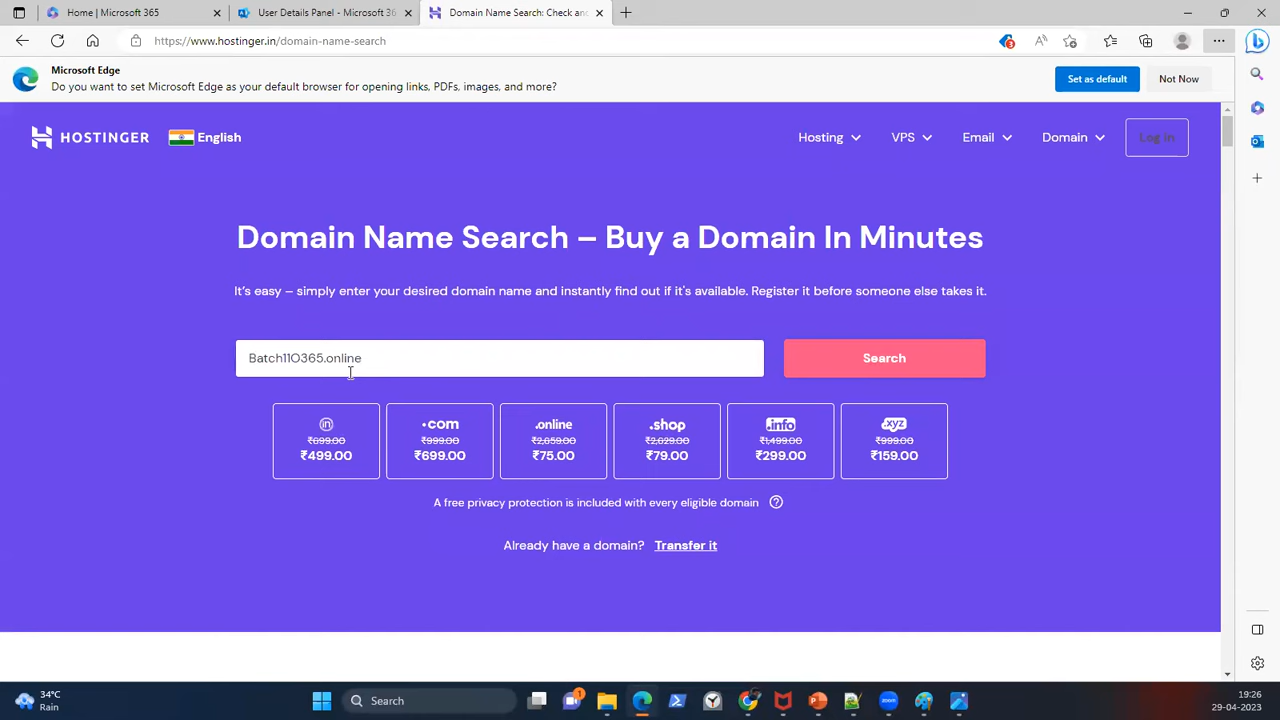 Home | Microsoft 365
User Details Panel - Microsoft 36
Domain Name Search: Check an
https://www.hostinger.in/domain-name-search
3
Microsoft Edge
Do you want to set Microsoft Edge as your default browser for opening links, PDFs, images, and more?
Set as default
Not Now
HOSTINGER
English
Hosting
VPS
Email
Domain
Log In
Domain Name Search – Buy a Domain In Minutes
It's easy – simply enter your desired domain name and instantly find out if it's available. Register it before someone else takes it.
Batch11O365.online
Search
in
₹699.00
₹499.00
.com
₹999.00
₹699.00
.online
₹2,859.00
₹75.00
.shop
₹2,829.00
₹79.00
.info
₹1,499.00
₹299.00
.xyz
₹999.00
₹159.00
A free privacy protection is included with every eligible domain
Already have a domain? Transfer it
34°C
Rain
Search
1
zoom
19:26
29-04-2023